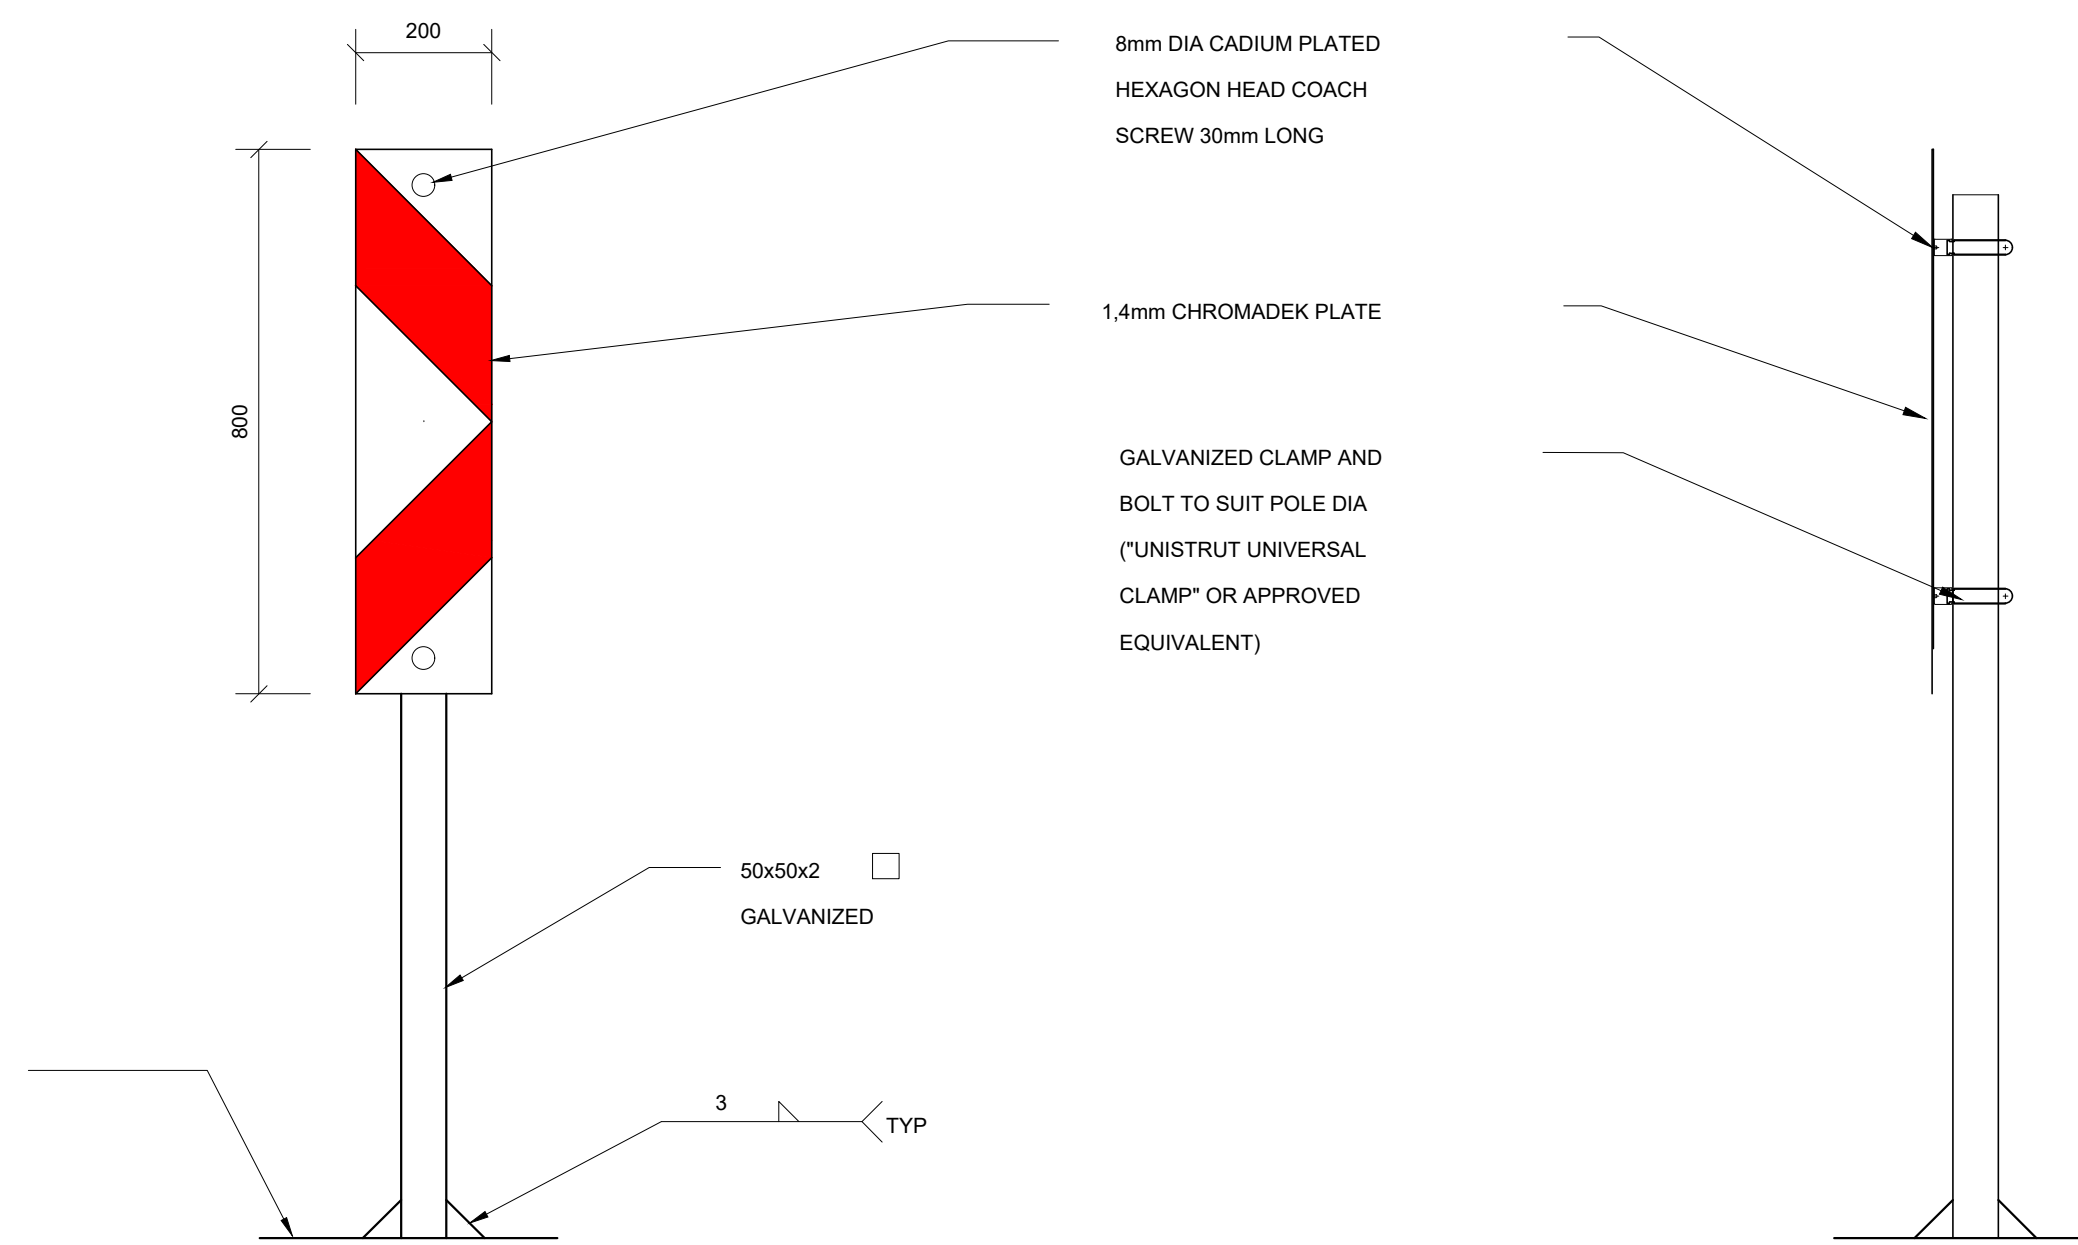 200
8mm DIA CADIUM PLATED
HEXAGON HEAD COACH
SCREW 30mm LONG
1,4mm CHROMADEK PLATE
800
GALVANIZED CLAMP AND
BOLT TO SUIT POLE DIA
("UNISTRUT UNIVERSAL
CLAMP" OR APPROVED
EQUIVALENT)
50x50x2
GALVANIZED
3
TYP